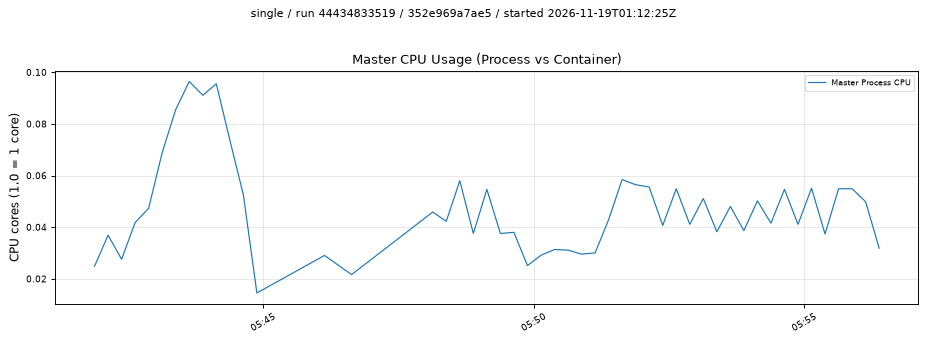 single / run 44434833519 / 352e969a7ae5 / started 2026-11-19T01:12:25Z
Master CPU Usage (Process vs Container)
Master Process CPU
CPU cores (1.0 = 1 core)
0.10
0.08
0.06
0.04
0.02
05:45
05:50
05:55